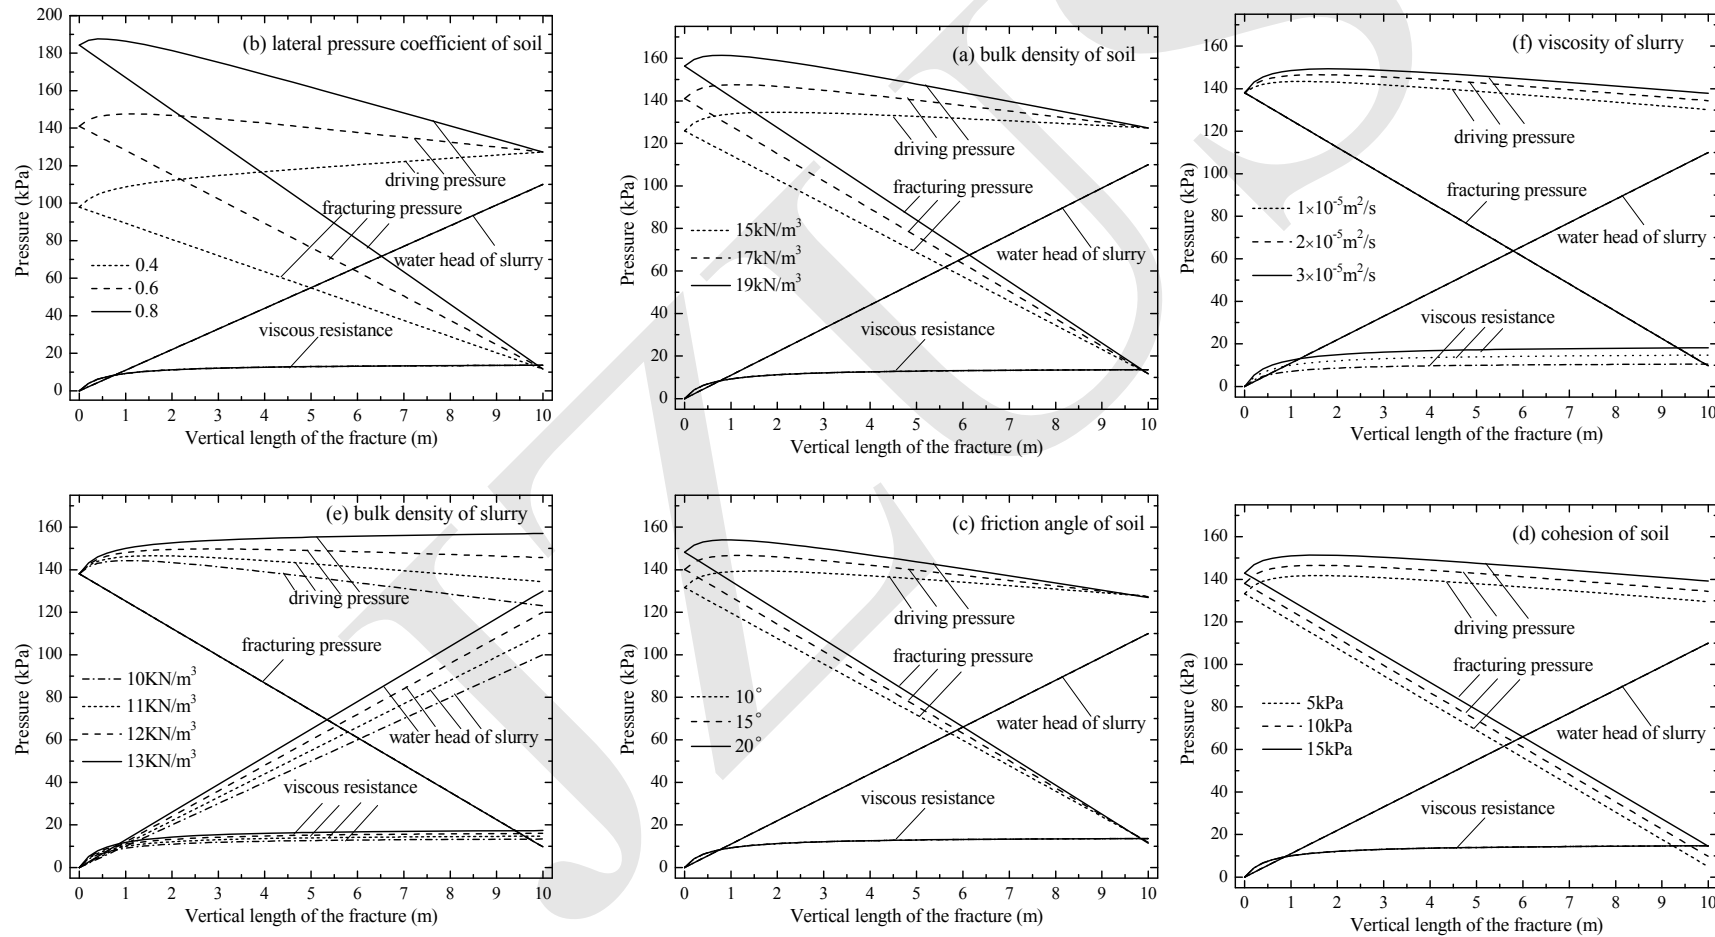 (b) lateral pressure coefficient of soil
Pressure (kPa)
200
180
160
140
120
100
80
60
40
20
0
driving pressure
fracturing pressure
water head of slurry
viscous resistance
0.4
0.6
0.8
0 1 2 3 4 5 6 7 8 9 10
Vertical length of the fracture (m)
(a) bulk density of soil
Pressure (kPa)
160
140
120
100
80
60
40
20
0
driving pressure
fracturing pressure
15kN/m³
17kN/m³
19kN/m³
water head of slurry
viscous resistance
0 1 2 3 4 5 6 7 8 9 10
Vertical length of the fracture (m)
(f) viscosity of slurry
Pressure (kPa)
160
140
120
100
80
60
40
20
0
driving pressure
fracturing pressure
1×10⁻⁵m²/s
2×10⁻⁵m²/s
3×10⁻⁵m²/s
water head of slurry
viscous resistance
0 1 2 3 4 5 6 7 8 9 10
Vertical length of the fracture (m)
(e) bulk density of slurry
Pressure (kPa)
160
140
120
100
80
60
40
20
0
driving pressure
fracturing pressure
10KN/m³
11KN/m³
12KN/m³
13KN/m³
water head of slurry
viscous resistance
0 1 2 3 4 5 6 7 8 9 10
Vertical length of the fracture (m)
(c) friction angle of soil
Pressure (kPa)
160
140
120
100
80
60
40
20
0
driving pressure
fracturing pressure
10°
15°
20°
water head of slurry
viscous resistance
0 1 2 3 4 5 6 7 8 9 10
Vertical length of the fracture (m)
(d) cohesion of soil
Pressure (kPa)
160
140
120
100
80
60
40
20
0
driving pressure
fracturing pressure
5kPa
10kPa
15kPa
water head of slurry
viscous resistance
0 1 2 3 4 5 6 7 8 9 10
Vertical length of the fracture (m)
JZUS